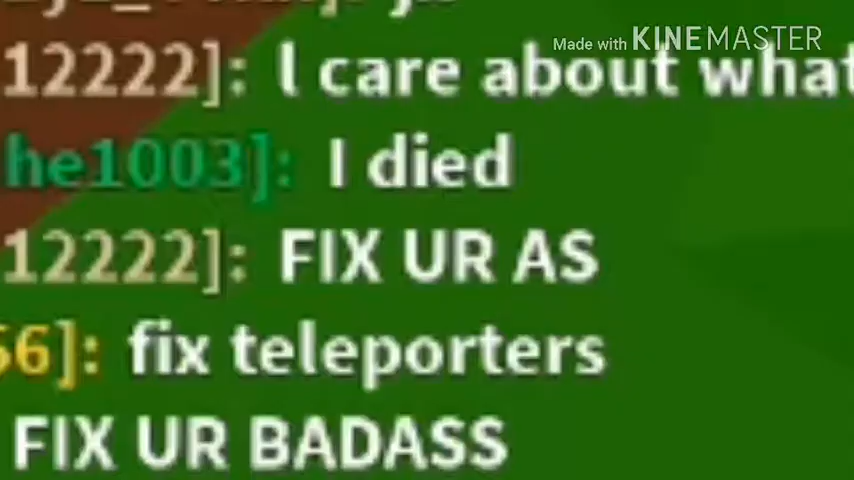 Made with KINEMASTER
12222]: l care about what
he1003]: I died
12222]: FIX UR AS
56]: fix teleporters
FIX UR BADASS